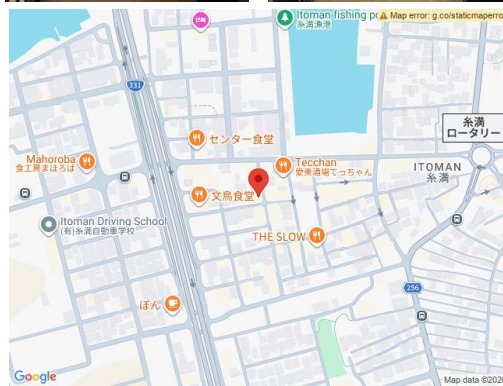 Itoman fishing po
糸満漁港
Map error: g.co/staticmaperro
331
センター食堂
糸満
ロータリー
Mahoroba
食工房まほろば
Tecchan
愛衆酒場てっちゃん
ITOMAN
糸満
文鳥食堂
Itoman Driving School
(有)糸満自動車学校
THE SLOW
256
ぽん
Google
Map data ©2026